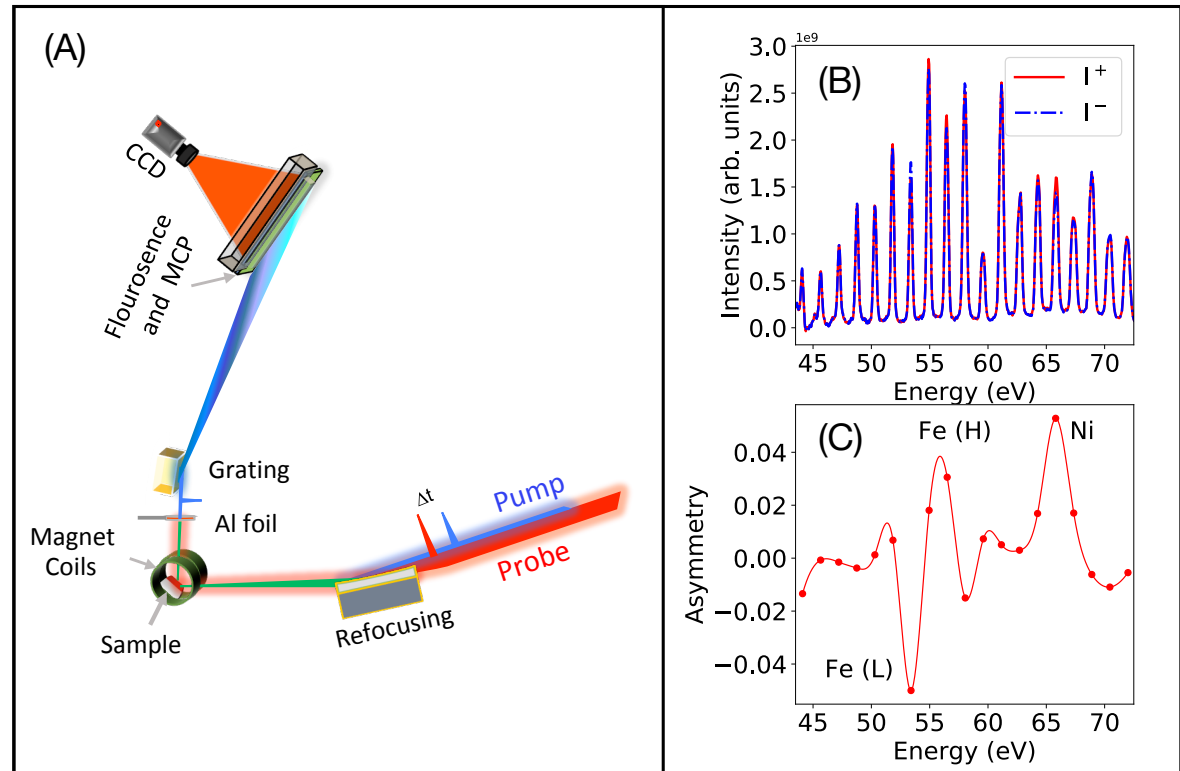 (A)
CCD
Flourosence
and MCP
Grating
Al foil
Magnet
Coils
Sample
Δt
Pump
Probe
Refocusing
1e9
(B)
I+
I−
3.0
2.5
2.0
1.5
1.0
0.5
0.0
Intensity (arb. units)
45 50 55 60 65 70
Energy (eV)
(C)
Fe (H)
Ni
Fe (L)
0.04
0.02
0.00
−0.02
−0.04
Asymmetry
45 50 55 60 65 70
Energy (eV)